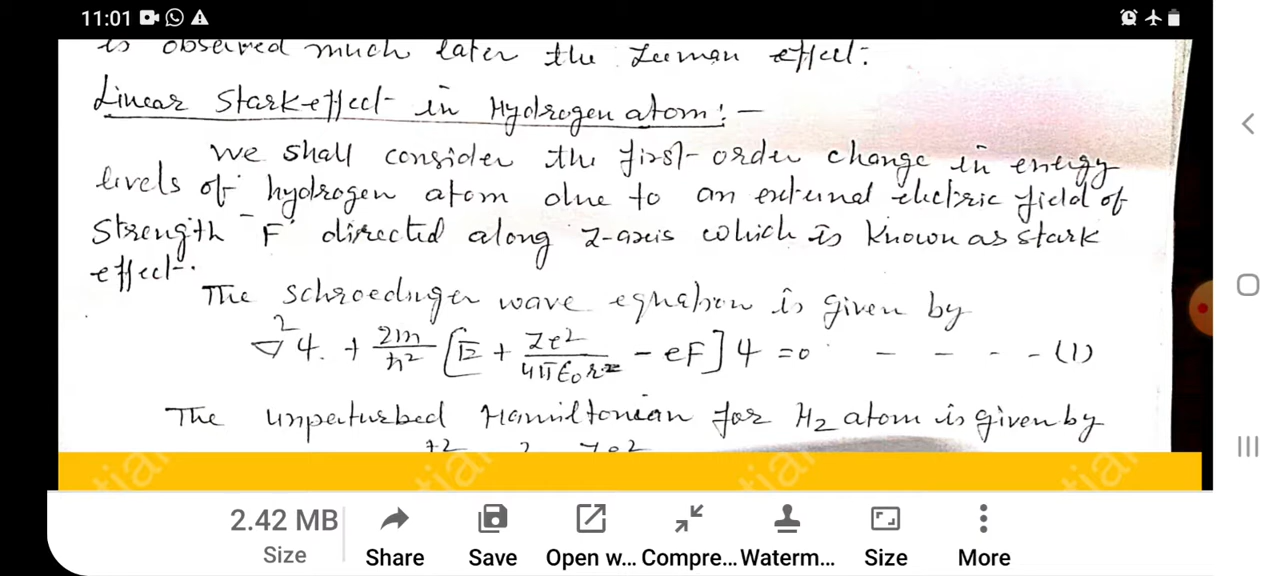 11:01
is observed much later the Zeeman effect.
Linear Stark effect in Hydrogen atom:-
We shall consider the first-order change in energy
levels of hydrogen atom due to an external electric field of
strength 'F' directed along Z-axis which is known as stark
effect.
The schroedinger wave equation is given by
∇²ψ + 2m/ħ² [E + Ze²/4πϵ₀r - eF] ψ = 0 - - - - (1)
The unperturbed Hamiltonian for H₂ atom is given by
2.42 MB
Size
Share
Save
Open w...
Compre...
Waterm...
Size
More